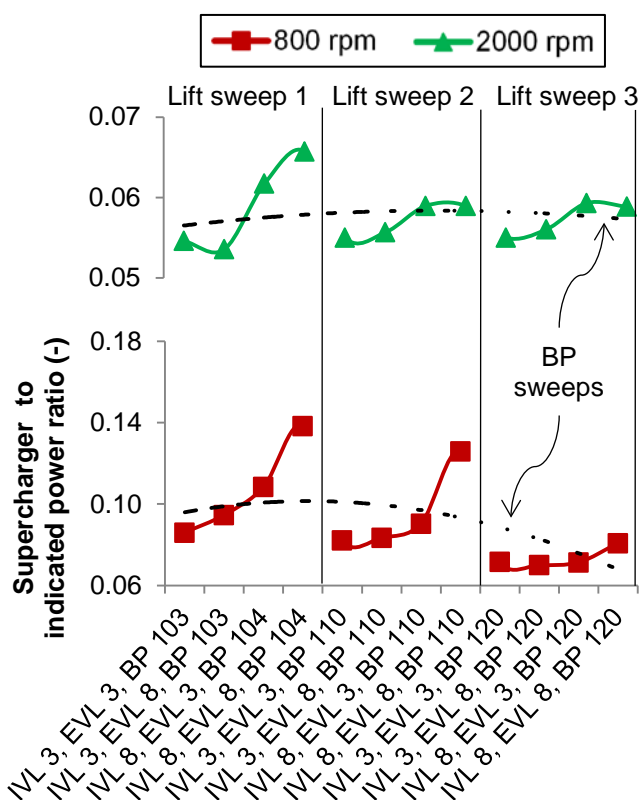 800 rpm 2000 rpm
Lift sweep 1 Lift sweep 2 Lift sweep 3
0.07
0.06
0.05
0.18
0.14
0.10
0.06
Supercharger to
indicated power ratio (-)
BP
sweeps
IVL 3, EVL 3, BP 103
IVL 3, EVL 8, BP 103
IVL 8, EVL 3, BP 104
IVL 8, EVL 8, BP 104
IVL 3, EVL 3, BP 110
IVL 3, EVL 8, BP 110
IVL 8, EVL 3, BP 110
IVL 8, EVL 8, BP 110
IVL 3, EVL 3, BP 120
IVL 3, EVL 8, BP 120
IVL 8, EVL 3, BP 120
IVL 8, EVL 8, BP 120